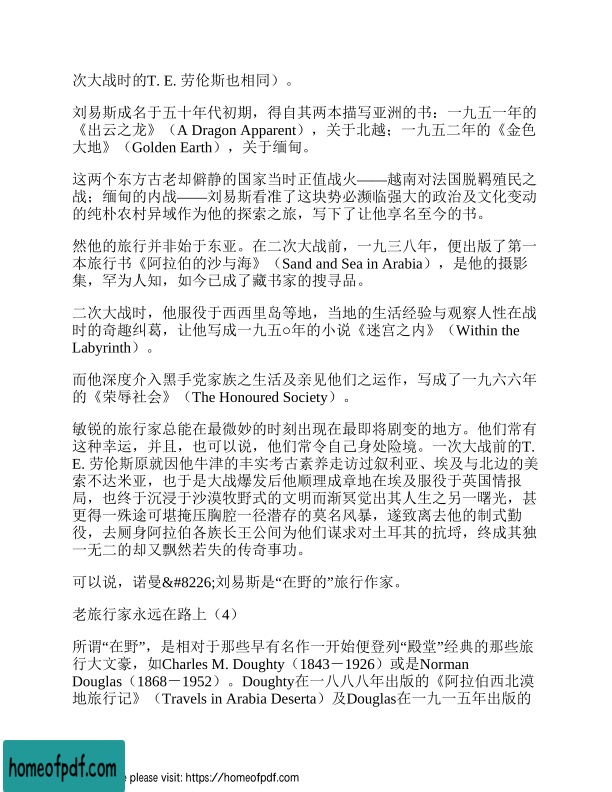 次大战时的T. E. 劳伦斯也相同）。
刘易斯成名于五十年代初期，得自其两本描写亚洲的书：一九五一年的
《出云之龙》（A Dragon Apparent），关于北越；一九五二年的《金色
大地》（Golden Earth），关于缅甸。
这两个东方古老却僻静的国家当时正值战火——越南对法国脱羁殖民之
战；缅甸的内战——刘易斯看准了这块势必濒临强大的政治及文化变动
的纯朴农村异域作为他的探索之旅，写下了让他享名至今的书。
然他的旅行并非始于东亚。在二次大战前，一九三八年，便出版了第一
本旅行书《阿拉伯的沙与海》（Sand and Sea in Arabia），是他的摄影
集，罕为人知，如今已成了藏书家的搜寻品。
二次大战时，他服役于西西里岛等地，当地的生活经验与观察人性在战
时的奇趣纠葛，让他写成一九五○年的小说《迷宫之内》（Within the
Labyrinth）。
而他深度介入黑手党家族之生活及亲见他们之运作，写成了一九六六年
的《荣辱社会》（The Honoured Society）。
敏锐的旅行家总能在最微妙的时刻出现在最即将剧变的地方。他们常有
这种幸运，并且，也可以说，他们常令自己身处险境。一次大战前的T.
E. 劳伦斯原就因他牛津的丰实考古素养走访过叙利亚、埃及与北边的美
索不达米亚，也于是大战爆发后他顺理成章地在埃及服役于英国情报
局，也终于沉浸于沙漠牧野式的文明而渐冥觉出其人生之另一曙光，甚
更得一殊途可堪掩压胸腔一径潜存的莫名风暴，遂致离去他的制式勤
役，去厕身阿拉伯各族长王公间为他们谋求对土耳其的抗捋，终成其独
一无二的却又飘然若失的传奇事功。
可以说，诺曼&#8226;刘易斯是“在野的”旅行作家。
老旅行家永远在路上（4）
所谓“在野”，是相对于那些早有名作一开始便登列“殿堂”经典的那些旅
行大文豪，如Charles M. Doughty（1843－1926）或是Norman
Douglas（1868－1952）。Doughty在一八八八年出版的《阿拉伯西北漠
地旅行记》（Travels in Arabia Deserta）及Douglas在一九一五年出版的
homeofpdf.com
e please visit: https://homeofpdf.com